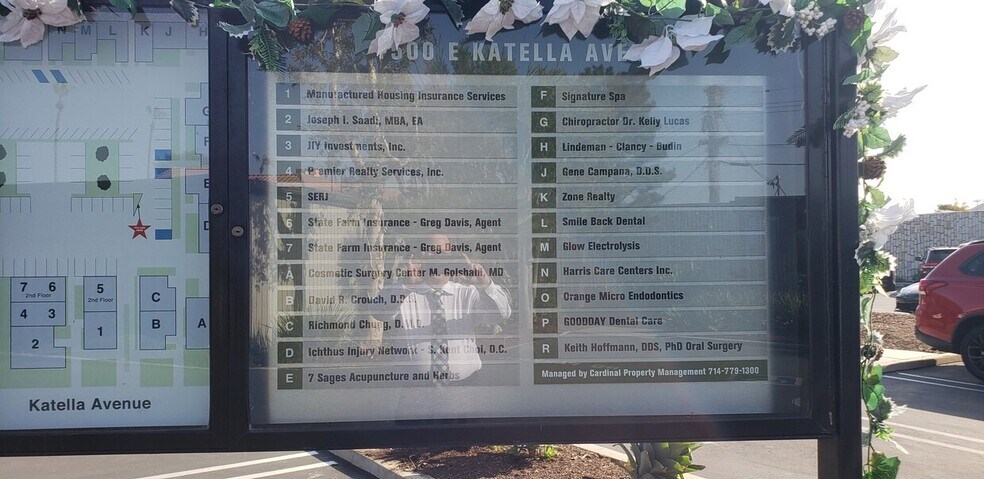 N M L K J H
7 6
2nd Floor
4 3
2
5
2nd Floor
1
C
B
A
Katella Avenue
500 E KATELLA AVE
1 Manufactured Housing Insurance Services
2 Joseph I. Saadi, MBA, EA
3 JIY Investments, Inc.
4 Premier Realty Services, Inc.
5 SERJ
6 State Farm Insurance - Greg Davis, Agent
7 State Farm Insurance - Greg Davis, Agent
A Cosmetic Surgery Center M. Golshani, MD
B David R. Crouch, D.D.S.
C Richmond Chung,
D Ichthus Injury Network - S. Kent Choi, D.C.
E 7 Sages Acupuncture and Herbs
F Signature Spa
G Chiropractor Dr. Kelly Lucas
H Lindeman - Clancy - Budin
J Gene Campana, D.D.S.
K Zone Realty
L Smile Back Dental
M Glow Electrolysis
N Harris Care Centers Inc.
O Orange Micro Endodontics
P GOODDAY Dental Care
R Keith Hoffmann, DDS, PhD Oral Surgery
Managed by Cardinal Property Management 714-779-1300